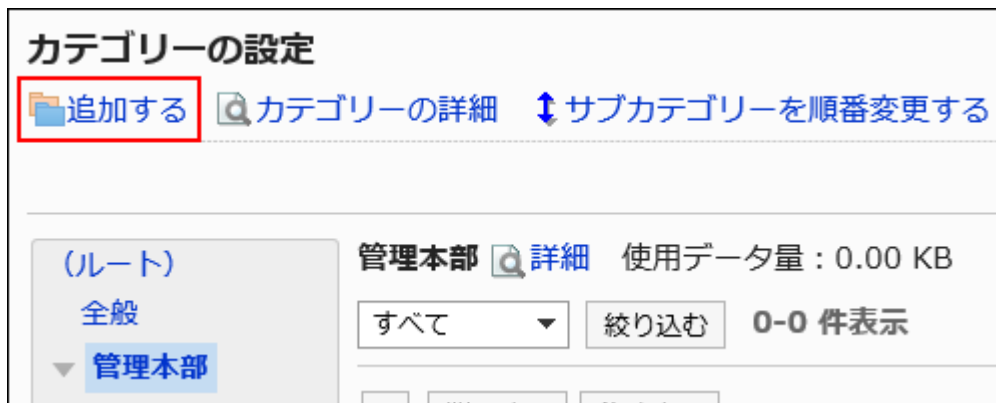 カテゴリーの設定
追加する カテゴリーの詳細 サブカテゴリーを順番変更する
(ルート)
全般
管理本部
管理本部 詳細 使用データ量:0.00 KB
すべて 絞り込む 0-0 件表示